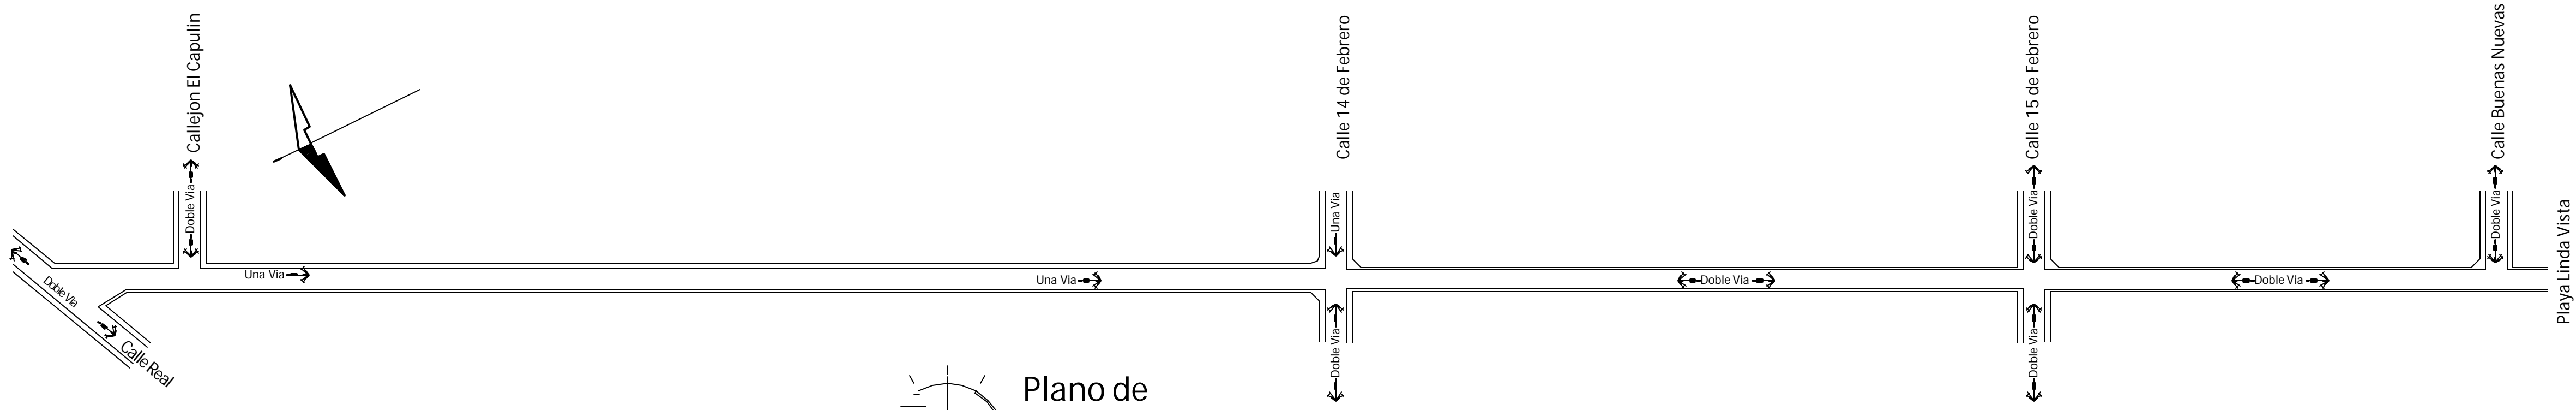 Callejon El Capulin
Calle 14 de Febrero
Calle 15 de Febrero
Calle Buenas Nuevas
Doble Via
Una Via
Doble Via
Doble Via
Playa Linda Vista
Doble Via
Una Via
Una Via
Doble Via
Doble Via
Calle Real
Doble Via
Doble Via
Plano de